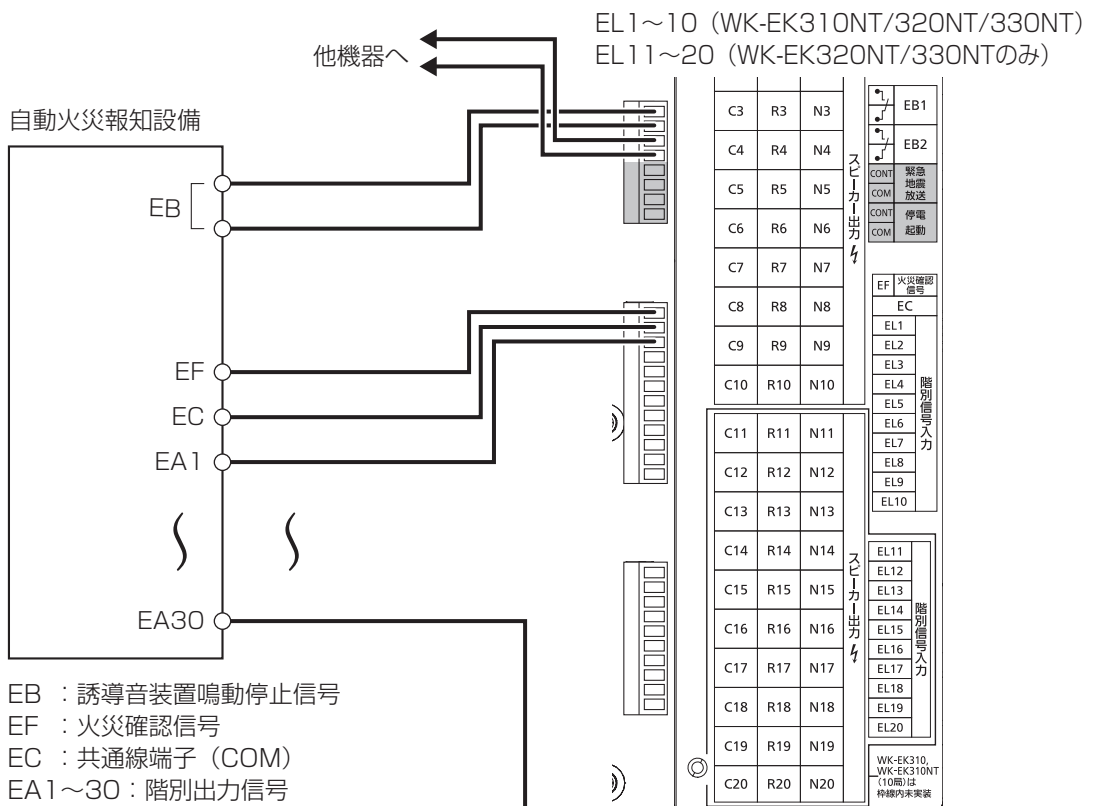 EL1～10（WK-EK310NT/320NT/330NT）
EL11～20（WK-EK320NT/330NTのみ）
他機器へ
自動火災報知設備
EB
EF
EC
EA1
EA30
EB ：誘導音装置鳴動停止信号
EF ：火災確認信号
EC ：共通線端子（COM）
EA1～30：階別出力信号
C3 R3 N3
C4 R4 N4
C5 R5 N5
C6 R6 N6
C7 R7 N7
C8 R8 N8
C9 R9 N9
C10 R10 N10
スピーカー出力
C11 R11 N11
C12 R12 N12
C13 R13 N13
C14 R14 N14
C15 R15 N15
C16 R16 N16
C17 R17 N17
C18 R18 N18
C19 R19 N19
C20 R20 N20
スピーカー出力
EB1
EB2
CONT
COM
緊急
地震
放送
CONT
COM
停電
起動
EF 火災確認
信号
EC
EL1
EL2
EL3
EL4
EL5
EL6
EL7
EL8
EL9
EL10
階別信号入力
EL11
EL12
EL13
EL14
EL15
EL16
EL17
EL18
EL19
EL20
階別信号入力
WK-EK310,
WK-EK310NT
(10局)は
枠線内未実装